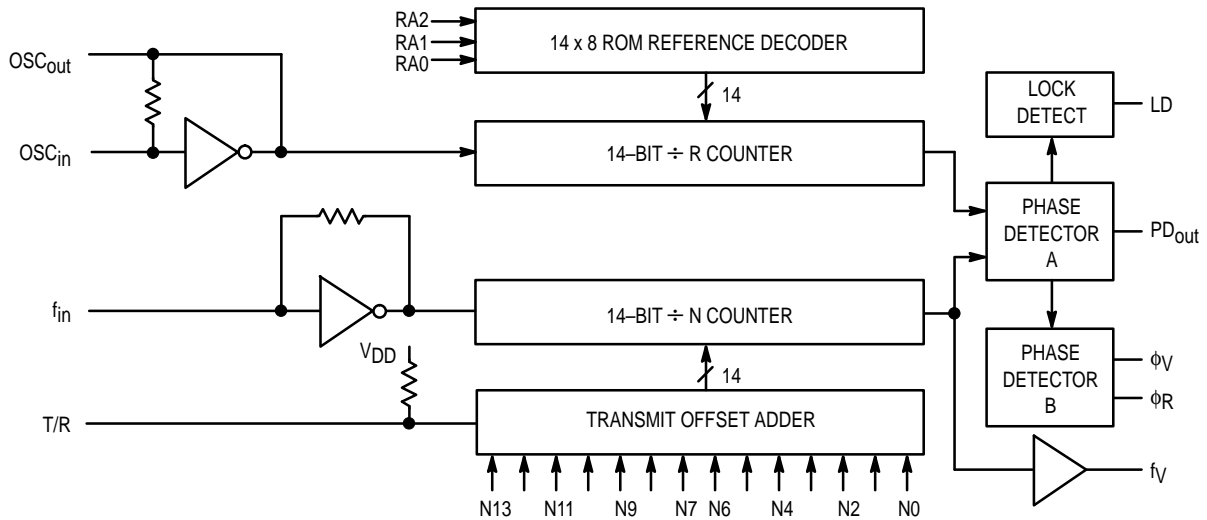 RA2
RA1
RA0
14 x 8 ROM REFERENCE DECODER
OSCout
14
LOCK
DETECT
LD
OSCin
14–BIT ÷ R COUNTER
PHASE
DETECTOR
A
PDout
fin
14–BIT ÷ N COUNTER
VDD
14
PHASE
DETECTOR
B
ϕV
ϕR
T/R
TRANSMIT OFFSET ADDER
fV
N13 N11 N9 N7 N6 N4 N2 N0